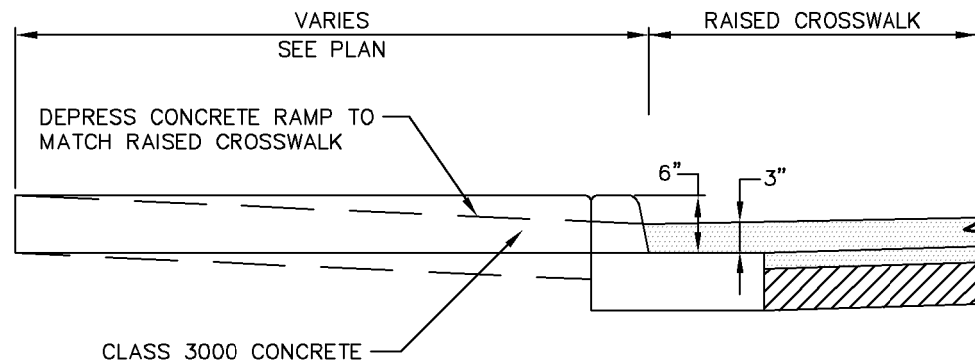 VARIES
SEE PLAN
RAISED CROSSWALK
DEPRESS CONCRETE RAMP TO
MATCH RAISED CROSSWALK
6"
3"
CLASS 3000 CONCRETE